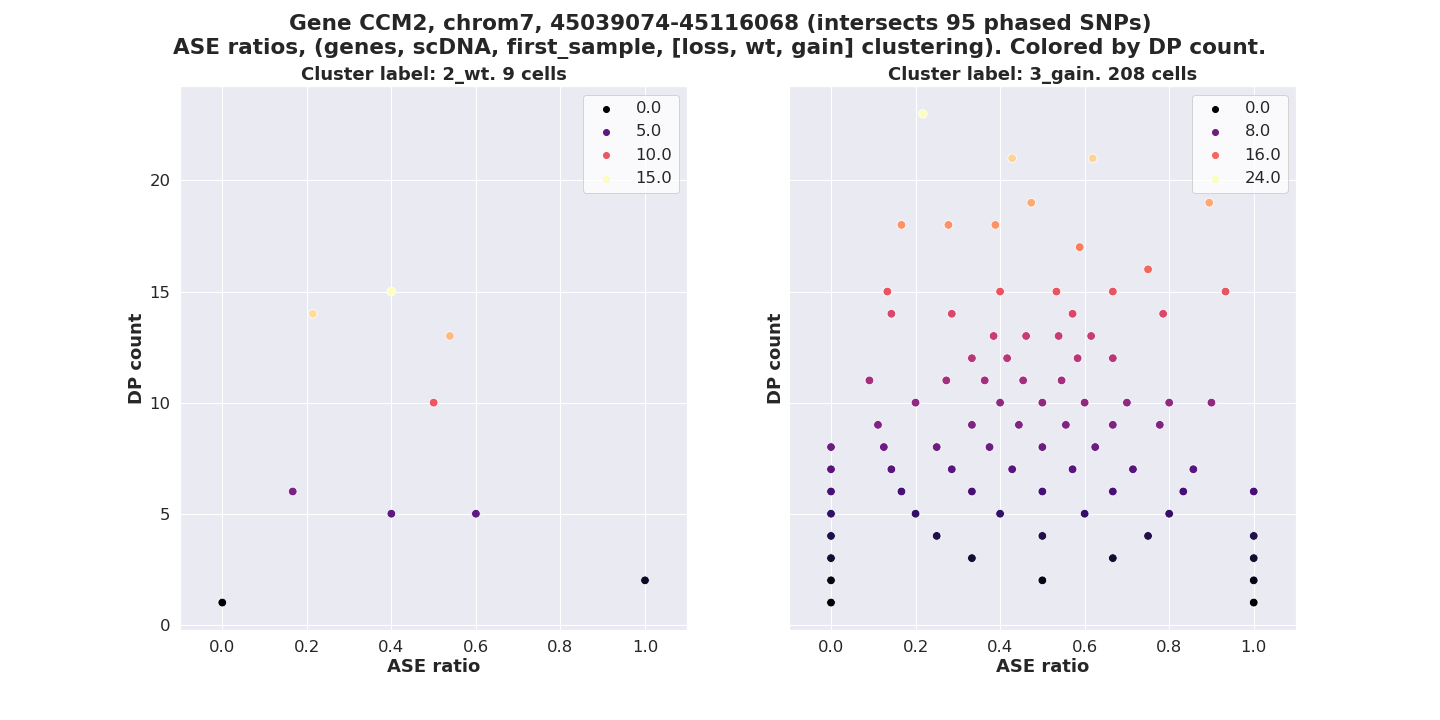 Gene CCM2, chrom7, 45039074-45116068 (intersects 95 phased SNPs)
ASE ratios, (genes, scDNA, first_sample, [loss, wt, gain] clustering). Colored by DP count.
Cluster label: 2_wt. 9 cells
0.0
5.0
10.0
15.0
20
15
10
5
0
DP count
0.0 0.2 0.4 0.6 0.8 1.0
ASE ratio
Cluster label: 3_gain. 208 cells
0.0
8.0
16.0
24.0
DP count
0.0 0.2 0.4 0.6 0.8 1.0
ASE ratio